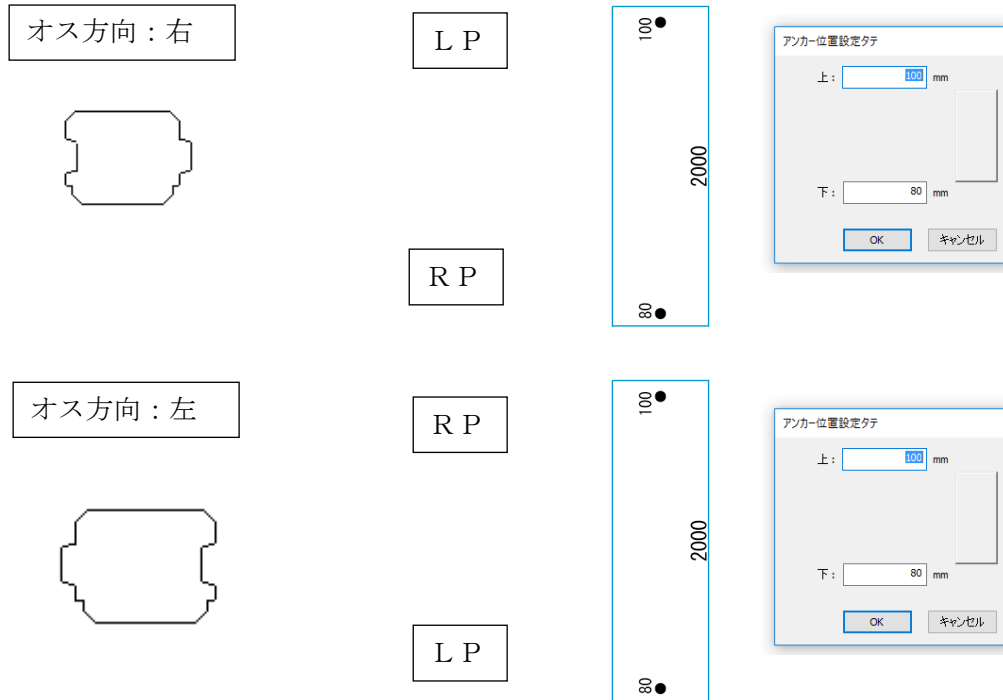 オス方向：右
ＬＰ
100
2000
ＲＰ
80
アンカー位置設定タテ
上： 100 mm
下： 80 mm
OK キャンセル
オス方向：左
ＲＰ
100
2000
ＬＰ
80
アンカー位置設定タテ
上： 100 mm
下： 80 mm
OK キャンセル